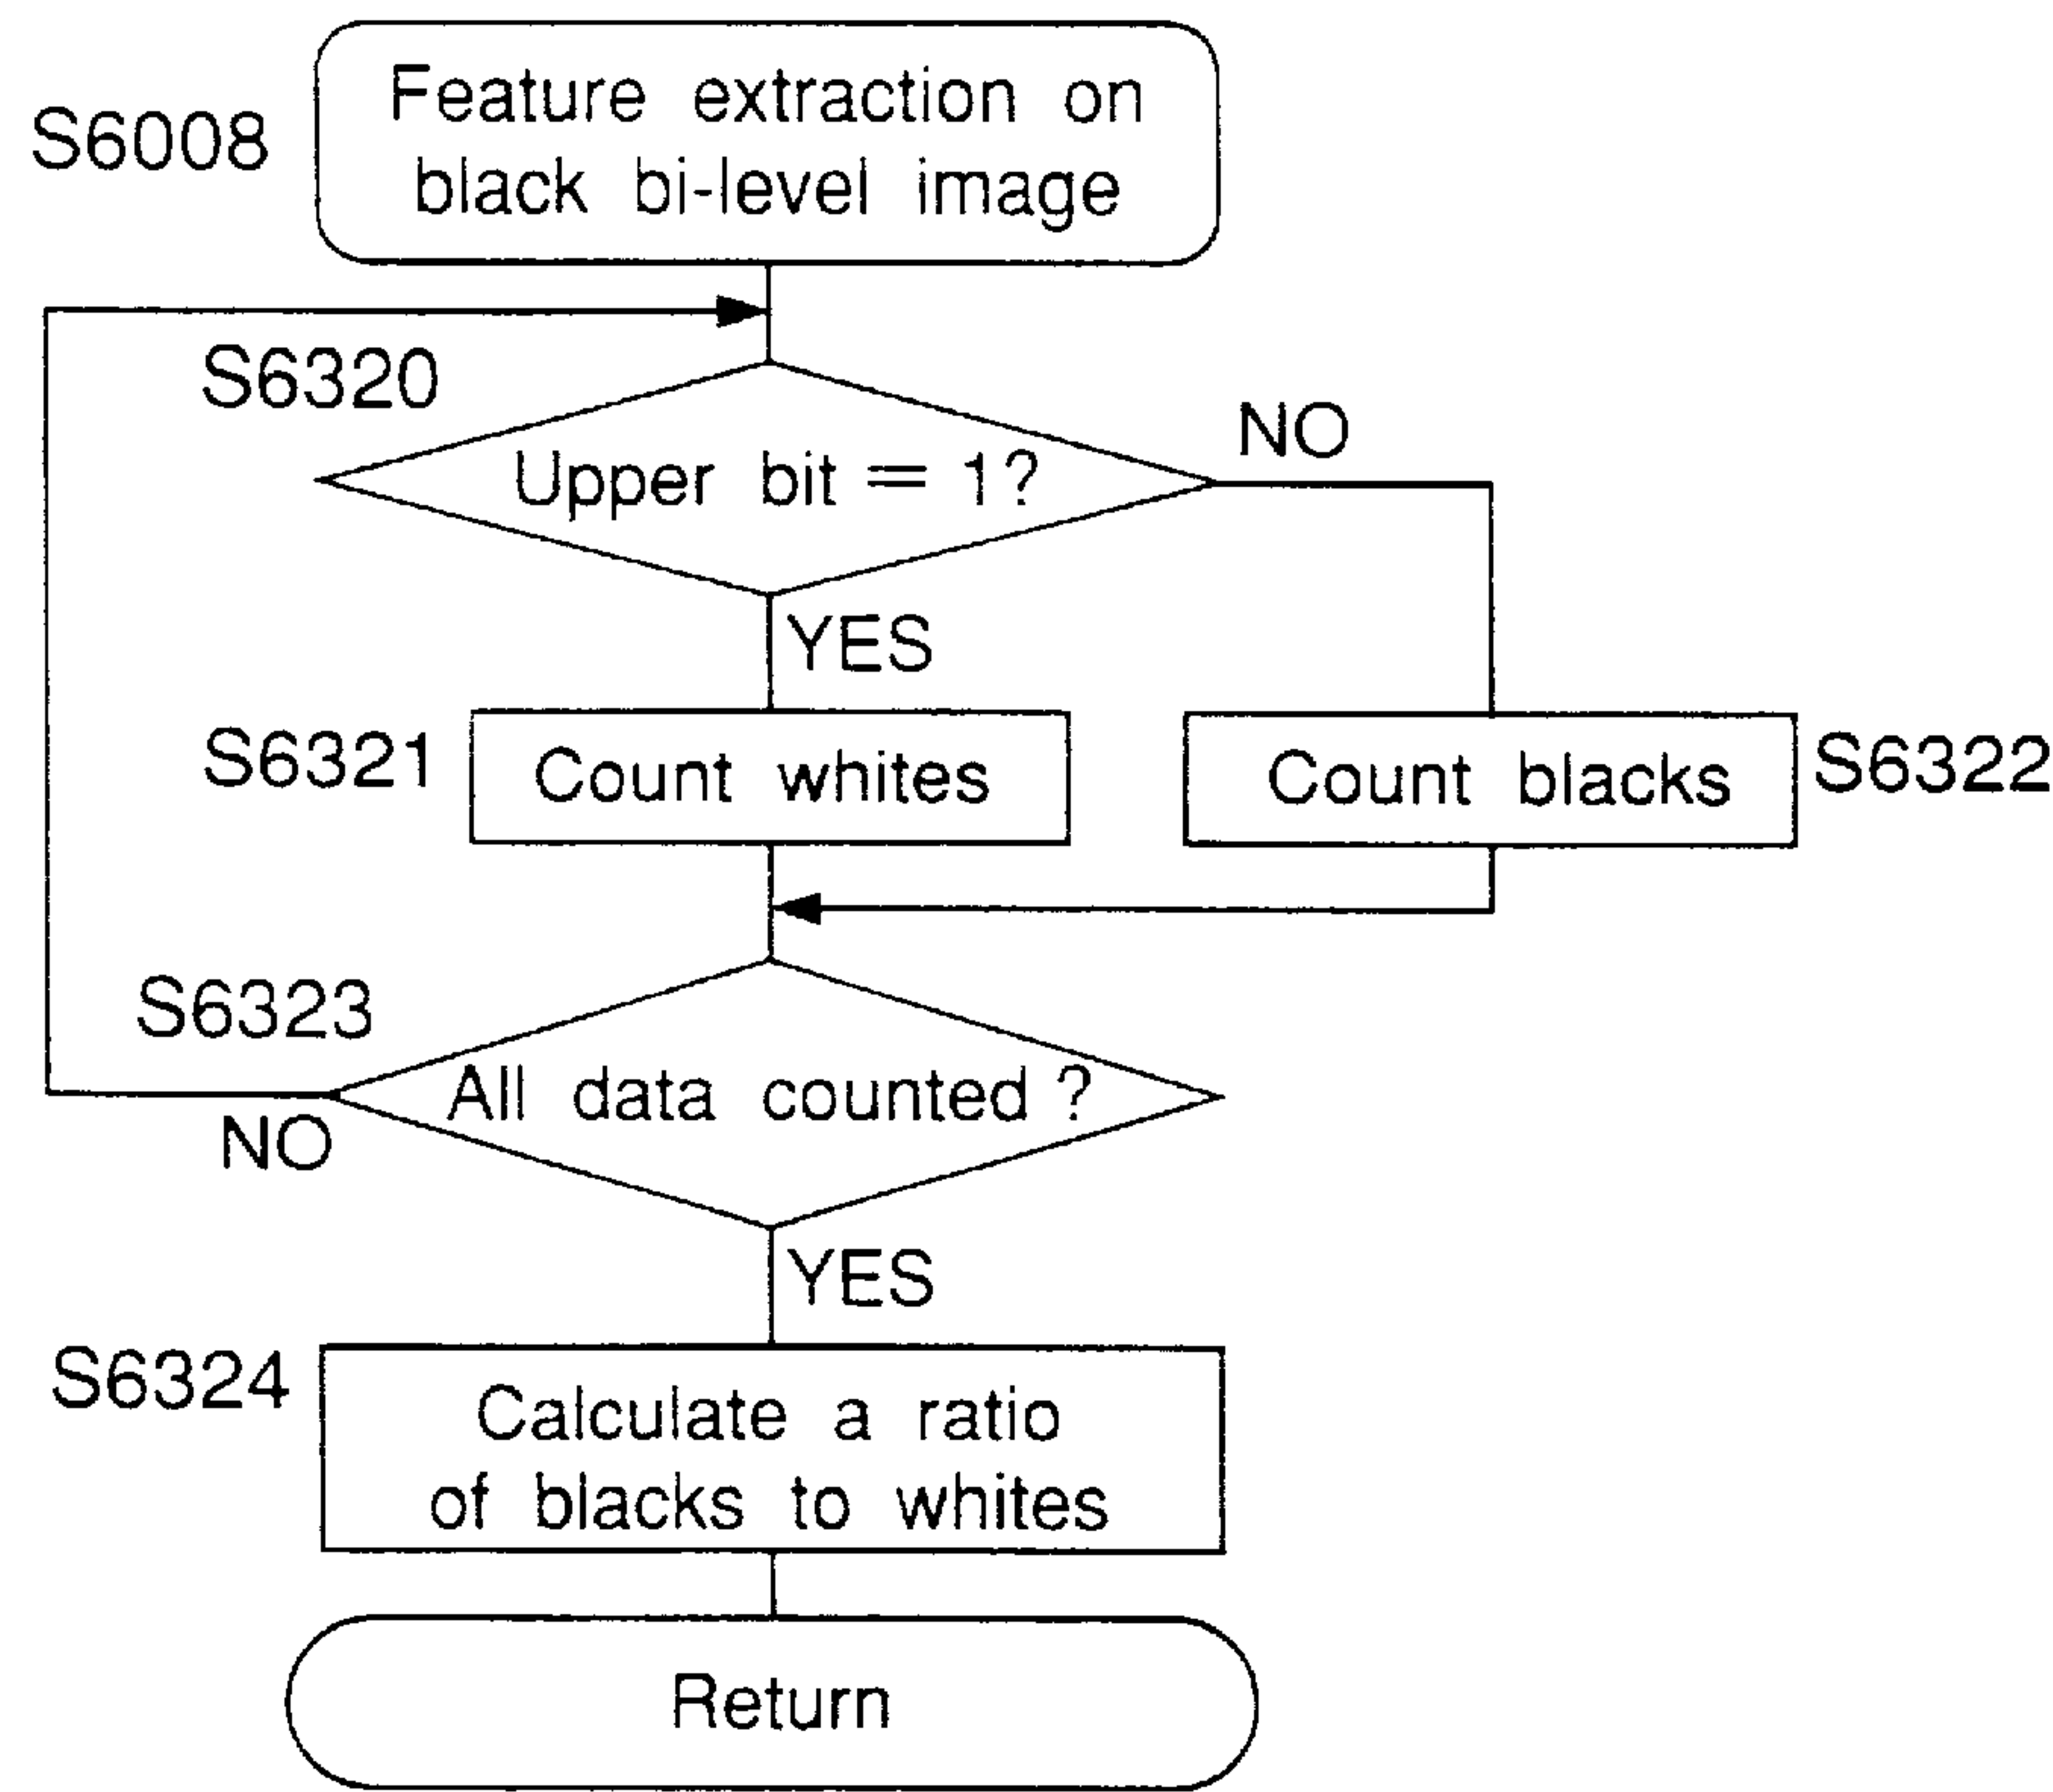 S6008
Feature extraction on
black bi-level image
S6320
Upper bit = 1?
NO
YES
S6321
Count whites
Count blacks
S6322
S6323
All data counted ?
NO
YES
S6324
Calculate a ratio
of blacks to whites
Return